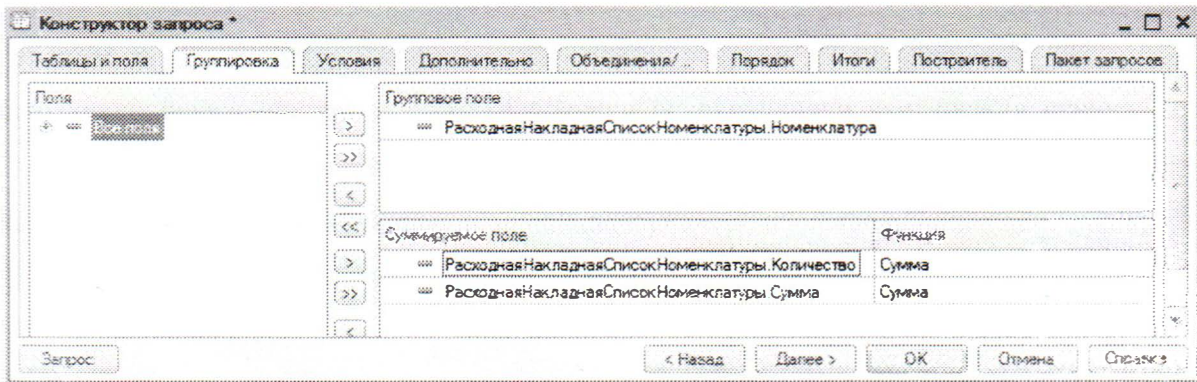 Конструктор запроса *
Таблицы и поля Группировка Условия Дополнительно Объединения/... Порядок Итоги Построитель Пакет запросов
Поля
Все поля
Групповое поле
РасходнаяНакладнаяСписокНоменклатуры.Номенклатура
Суммируемое поле Функция
РасходнаяНакладнаяСписокНоменклатуры.Количество Сумма
РасходнаяНакладнаяСписокНоменклатуры.Сумма Сумма
>
>>
<
<<
>
>>
<
Запрос < Назад Далее > OK Отмена Справка